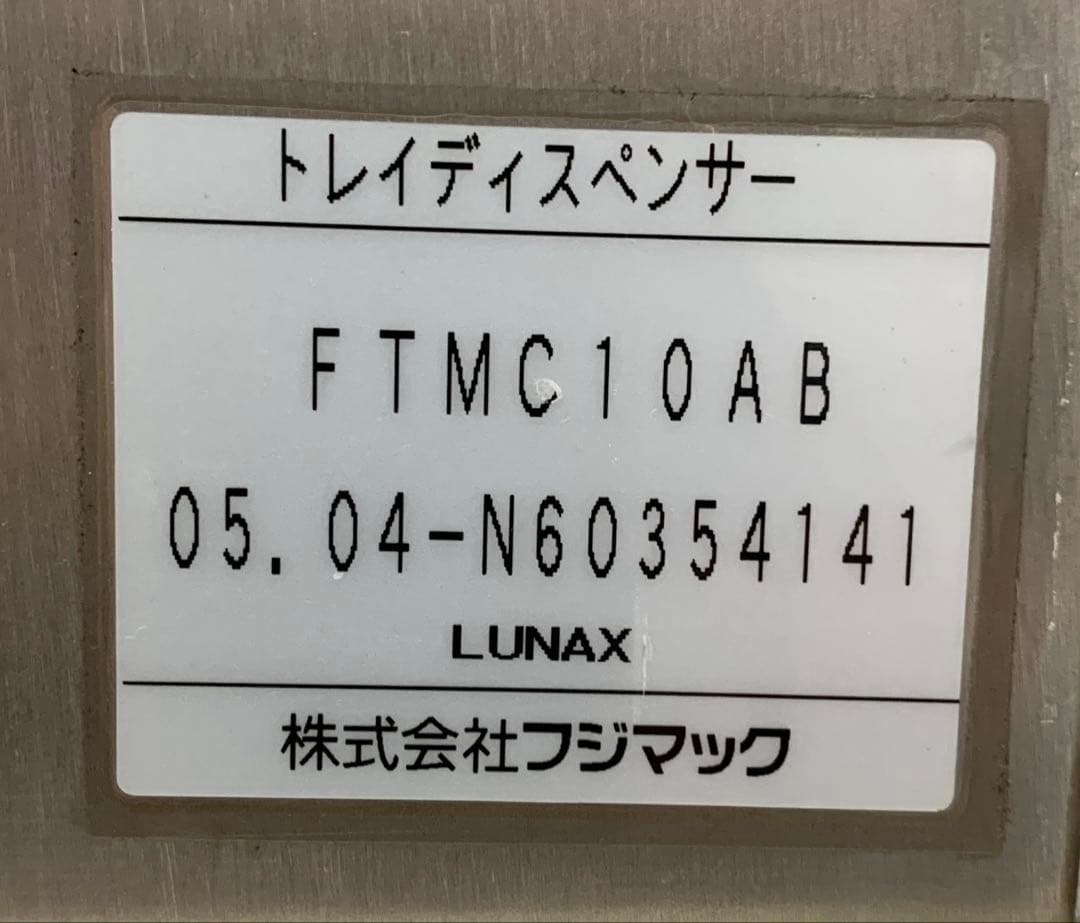 トレイディスペンサー
FTMC10AB
05.04-N60354141
LUNAX
株式会社フジマック